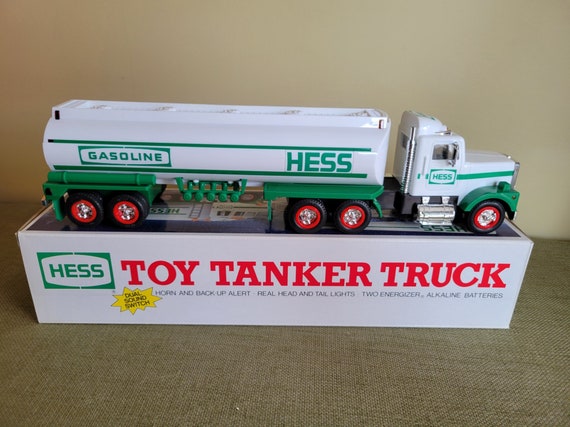 GASOLINE
HESS
HESS
HESS
TOY TANKER TRUCK
DUAL
SOUND
SWITCH
HORN AND BACK-UP ALERT · REAL HEAD AND TAIL LIGHTS · TWO ENERGIZER® ALKALINE BATTERIES